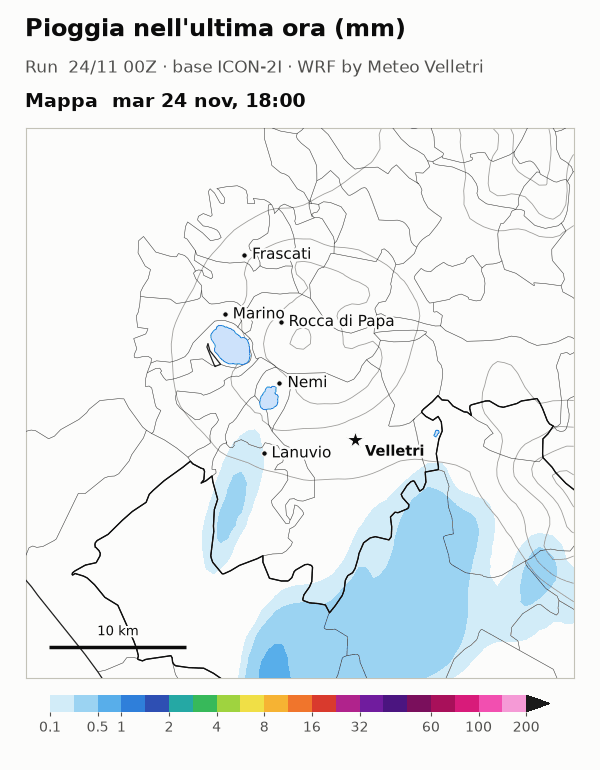 Pioggia nell'ultima ora (mm)
Run  24/11 00Z · base ICON-2I · WRF by Meteo Velletri
Mappa  mar 24 nov, 18:00
Frascati
Marino
Rocca di Papa
Nemi
Velletri
Lanuvio
10 km
0.1 0.5 1 2 4 8 16 32 60 100 200